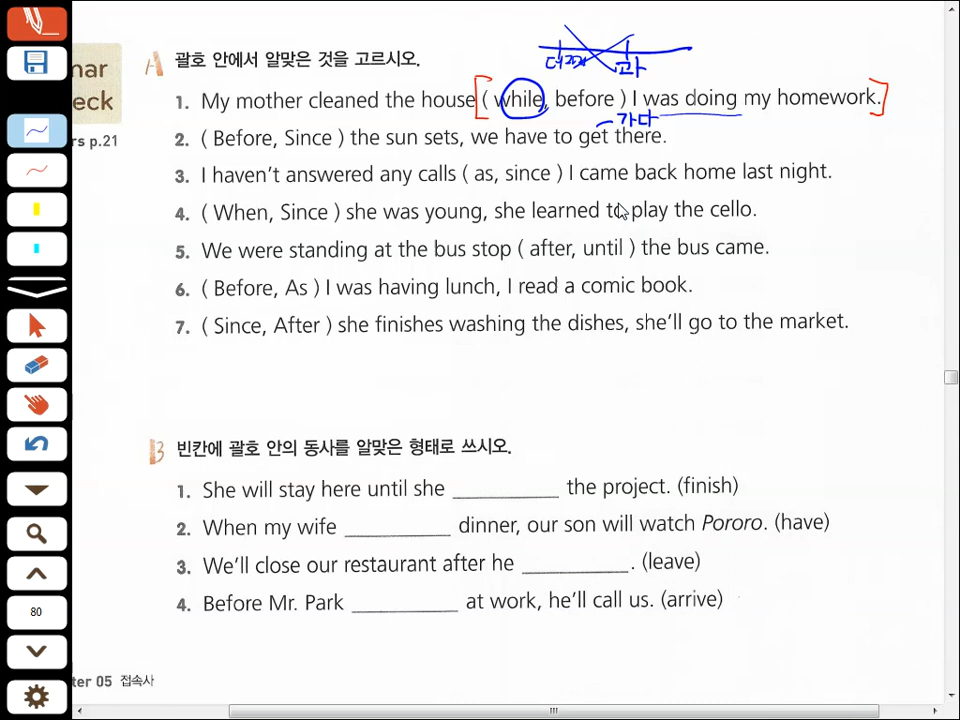 mar
eck
rs p.21
A 괄호 안에서 알맞은 것을 고르시오.
과
1. My mother cleaned the house ( while, before ) I was doing my homework.
가다
2. ( Before, Since ) the sun sets, we have to get there.
3. I haven't answered any calls ( as, since ) I came back home last night.
4. ( When, Since ) she was young, she learned to play the cello.
5. We were standing at the bus stop ( after, until ) the bus came.
6. ( Before, As ) I was having lunch, I read a comic book.
7. ( Since, After ) she finishes washing the dishes, she'll go to the market.
B 빈칸에 괄호 안의 동사를 알맞은 형태로 쓰시오.
1. She will stay here until she __________ the project. (finish)
2. When my wife __________ dinner, our son will watch Pororo. (have)
3. We'll close our restaurant after he __________. (leave)
4. Before Mr. Park __________ at work, he'll call us. (arrive)
80
ter 05 접속사